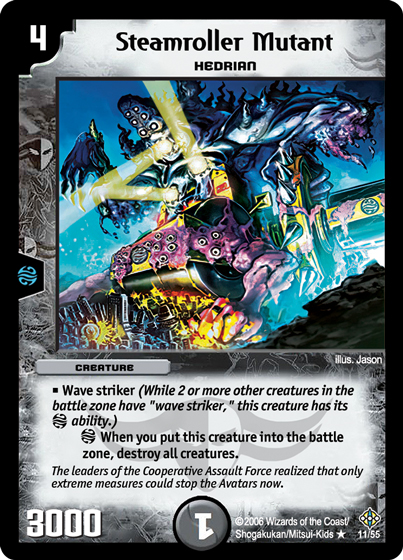 4
Steamroller Mutant
HEDRIAN
illus. Jason
CREATURE
▪ Wave striker (While 2 or more other creatures in the
battle zone have "wave striker," this creature has its
ability.)
When you put this creature into the battle
zone, destroy all creatures.
The leaders of the Cooperative Assault Force realized that only
extreme measures could stop the Avatars now.
3000
1
©2006 Wizards of the Coast/
Shogakukan/Mitsui-Kids ★ 11/55